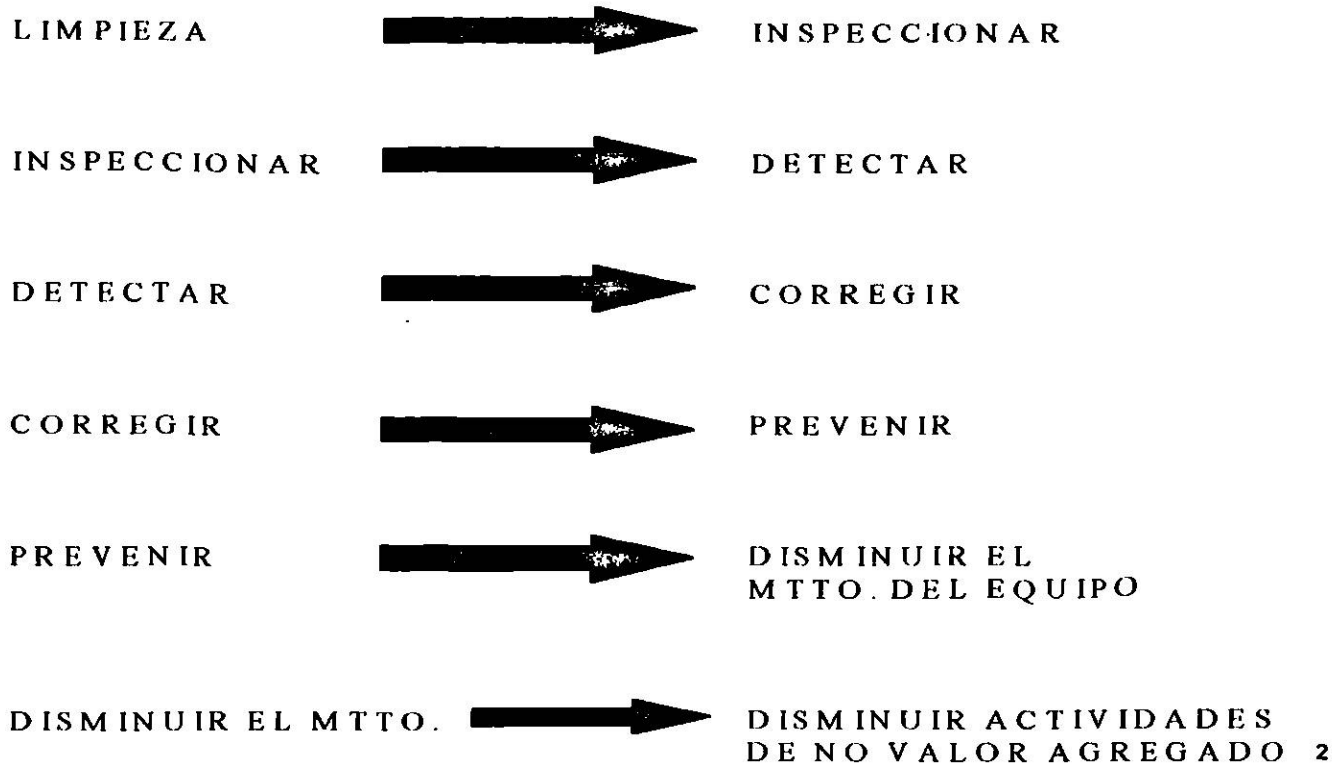 LIMPIEZA INSPECCIONAR
INSPECCIONAR DETECTAR
DETECTAR CORREGIR
CORREGIR PREVENIR
PREVENIR DISMINUIR EL
MTTO. DEL EQUIPO
DISMINUIR EL MTTO. DISMINUIR ACTIVIDADES
DE NO VALOR AGREGADO 2